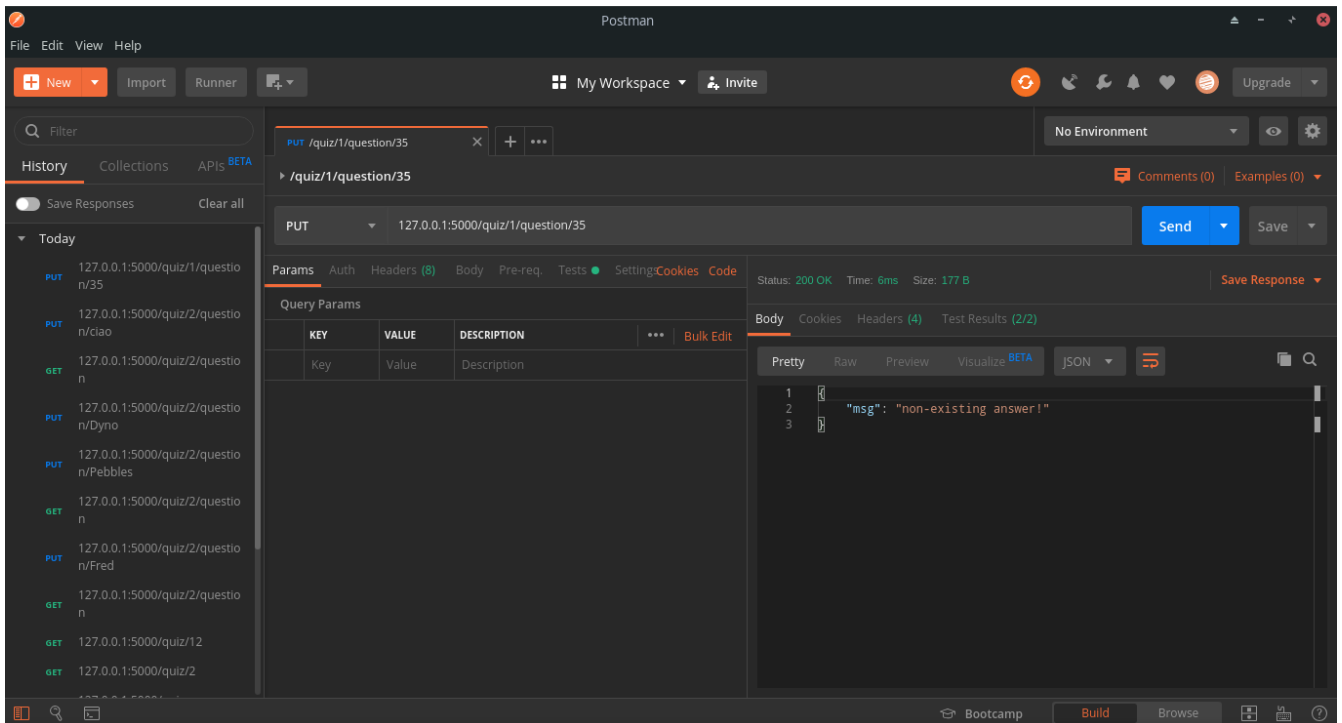 Postman
File Edit View Help
New Import Runner My Workspace Invite Upgrade
Filter
History Collections APIs BETA
Save Responses Clear all
Today
PUT 127.0.0.1:5000/quiz/1/questio
n/35
PUT 127.0.0.1:5000/quiz/2/questio
n/ciao
GET 127.0.0.1:5000/quiz/2/questio
n
PUT 127.0.0.1:5000/quiz/2/questio
n/Dyno
PUT 127.0.0.1:5000/quiz/2/questio
n/Pebbles
GET 127.0.0.1:5000/quiz/2/questio
n
PUT 127.0.0.1:5000/quiz/2/questio
n/Fred
GET 127.0.0.1:5000/quiz/2/questio
n
GET 127.0.0.1:5000/quiz/12
GET 127.0.0.1:5000/quiz/2
PUT /quiz/1/question/35
No Environment
/quiz/1/question/35
Comments (0) Examples (0)
PUT 127.0.0.1:5000/quiz/1/question/35 Send Save
Params Auth Headers (8) Body Pre-req. Tests Settings Cookies Code
Query Params
KEY VALUE DESCRIPTION Bulk Edit
Key Value Description
Status: 200 OK Time: 6ms Size: 177 B Save Response
Body Cookies Headers (4) Test Results (2/2)
Pretty Raw Preview Visualize BETA JSON
1 {
2 "msg": "non-existing answer!"
3 }
Bootcamp Build Browse